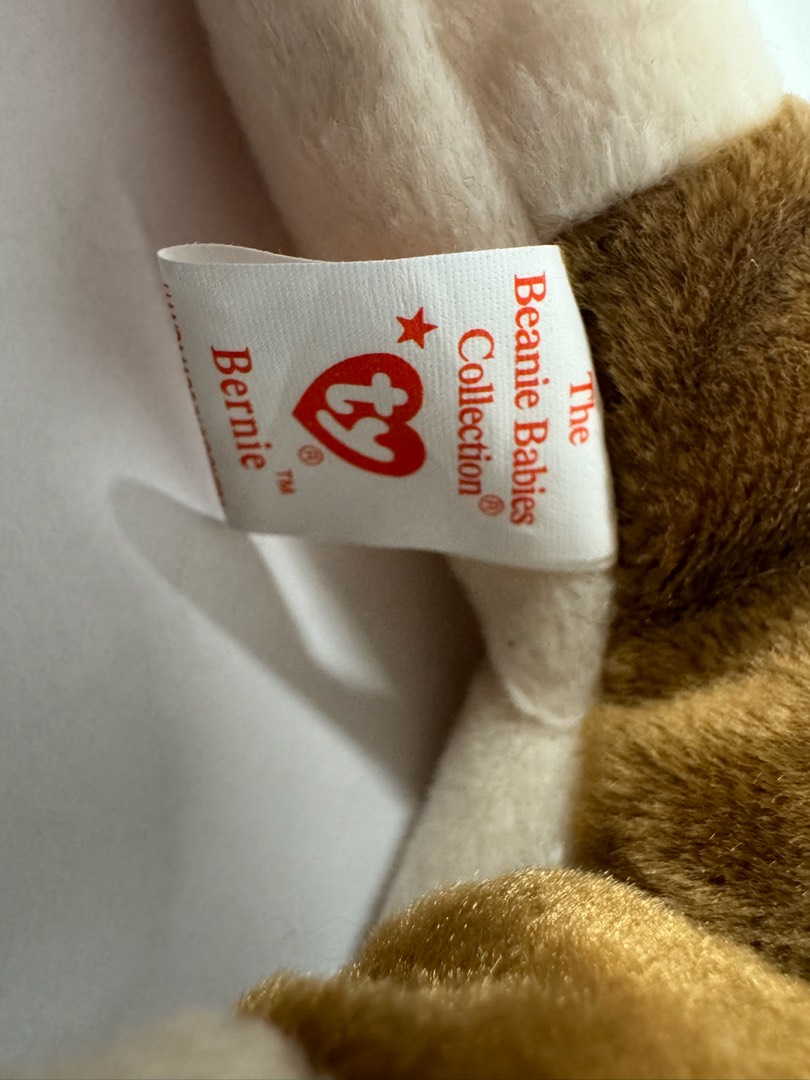 The
Beanie Babies
Collection®
ty®
Bernie™